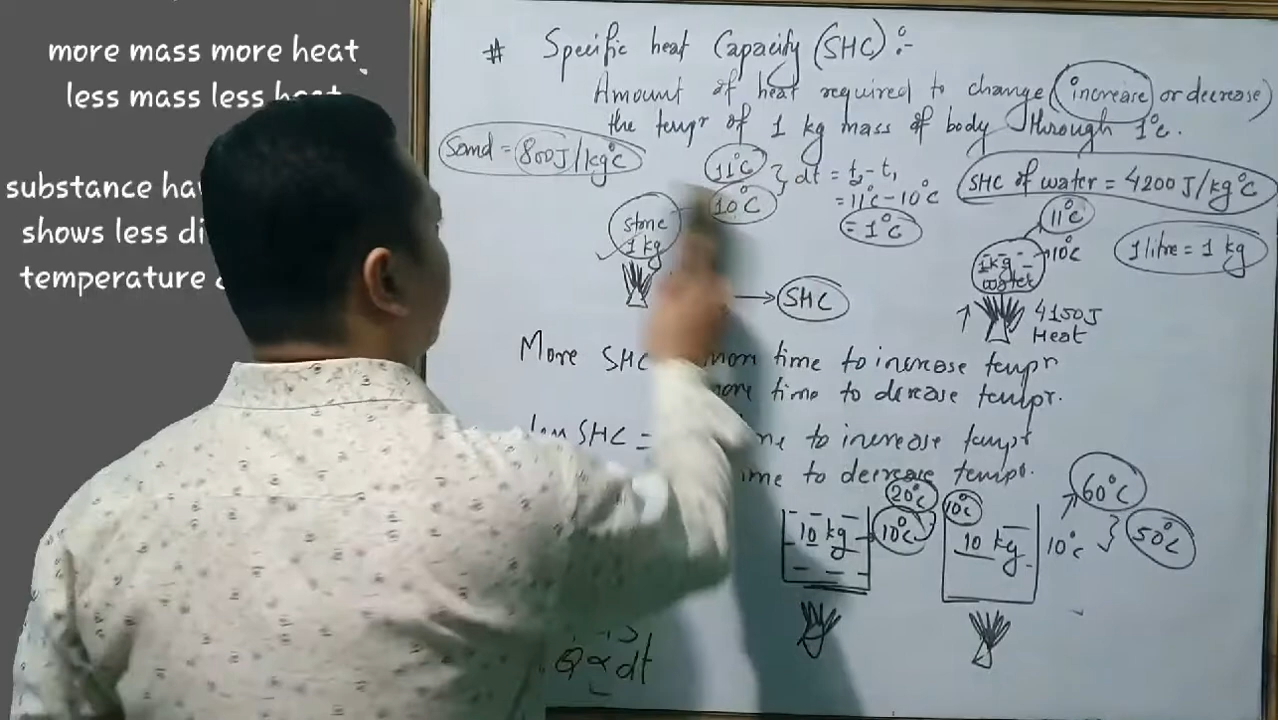 more mass more heat
less mass less heat
substance
shows less
temperature
# Specific heat Capacity (SHC) :-
Amount of heat required to change (increase or decrease)
the tempr of 1 kg mass of body through 1°c.
Sand = 800J/kg°C
11°C
10°C
dt = t2 - t1
= 11°C - 10°C
= 1°C
SHC of water = 4200 J/kg°C
stone
1 kg
11°C
10°C
1kg
water
1 litre = 1 kg
SHC
4150J
Heat
More SHC more time to increase tempr
more time to decrease tempr.
SHC = to increase tempr
time to decrease tempr.
20°C
10 kg
10°C
10°C
10 kg
10°C
60°C
50°C
Q ∝ dt